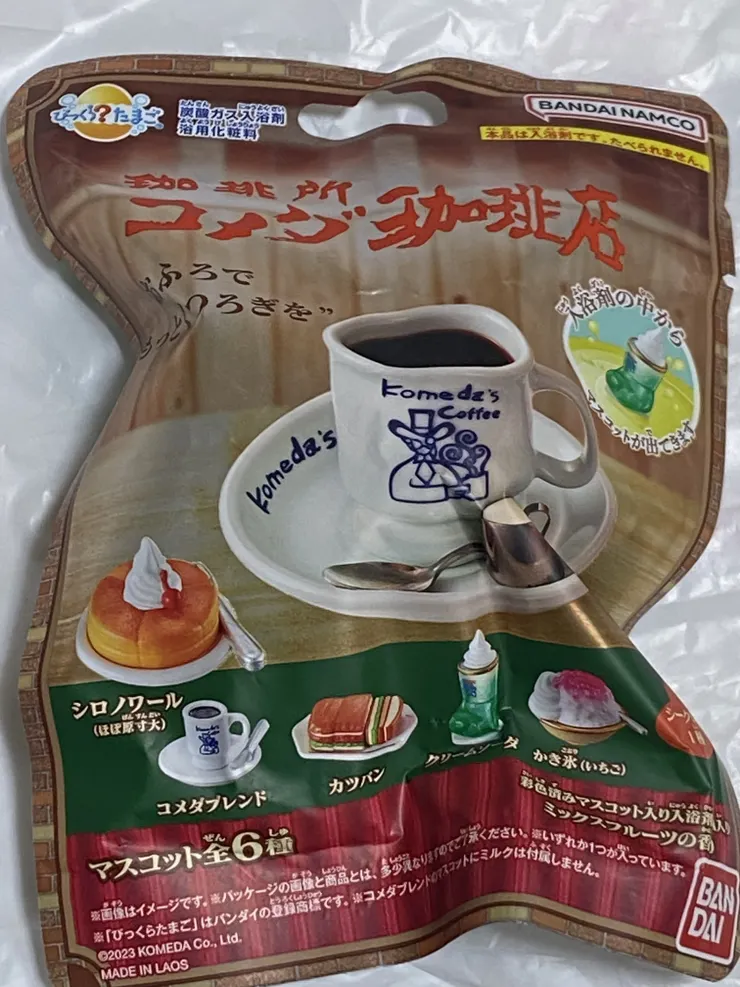 びっくら?たまご
BANDAI NAMCO
炭酸ガス入浴剤
浴用化粧料
本品は入浴剤です。たべられません。
珈琲所
コメダ珈琲店
ふろで
ろぎを”
入浴剤の中から
マスコットが出てきます
Komeda's
Coffee
Komeda's
シロノワール
(ほぼ原寸大)
コメダブレンド
カツパン
クリームソーダ
かき氷(いちご)
シーク
彩色済みマスコット入り入浴剤入り
ミックスフルーツの香
マスコット全6種
※画像はイメージです。※パッケージの画像と商品とは、多少異なりますのでご了承ください。※いずれか1つが入っています。
※「びっくらたまご」はバンダイの登録商標です。※コメダブレンドのマスコットにミルクは付属しません。
©2023 KOMEDA Co., Ltd.
MADE IN LAOS
BAN
DAI